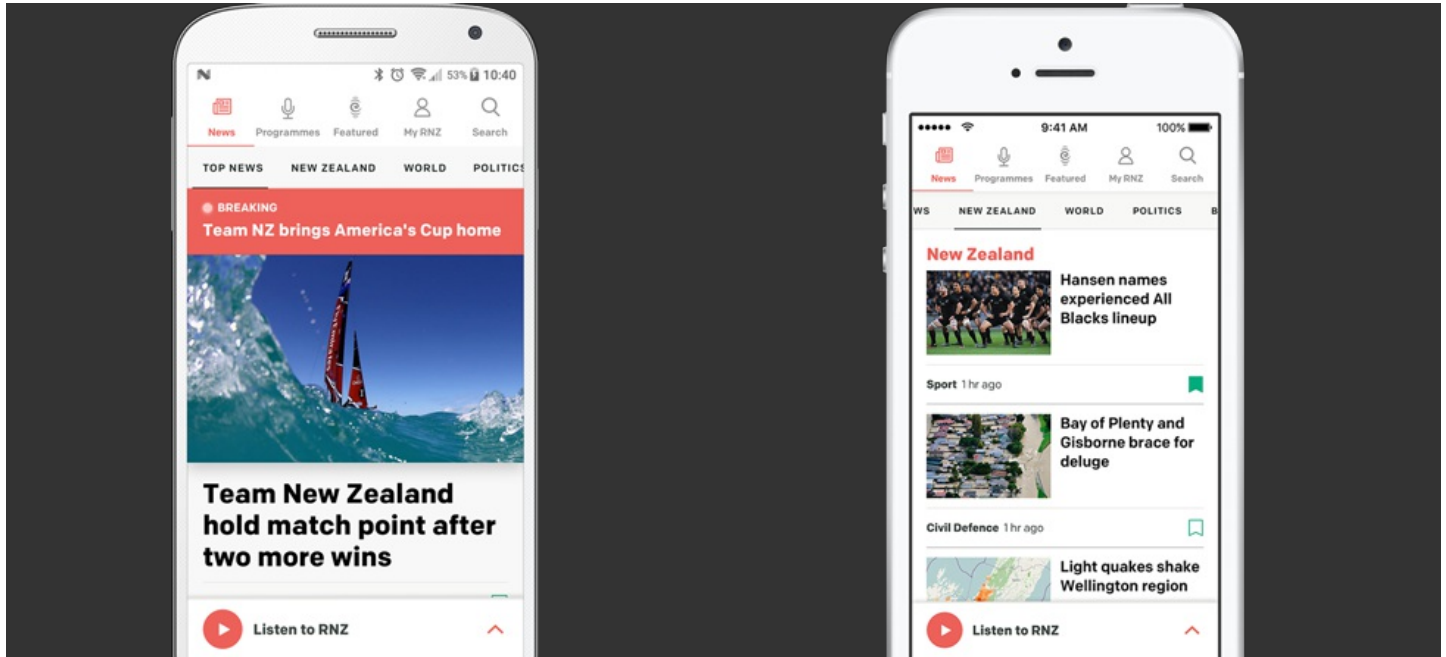 53% 10:40
News Programmes Featured My RNZ Search
TOP NEWS NEW ZEALAND WORLD POLITICS
BREAKING
Team NZ brings America's Cup home
Team New Zealand
hold match point after
two more wins
Listen to RNZ
9:41 AM 100%
News Programmes Featured My RNZ Search
WS NEW ZEALAND WORLD POLITICS B
New Zealand
Hansen names
experienced All
Blacks lineup
Sport 1 hr ago
Bay of Plenty and
Gisborne brace for
deluge
Civil Defence 1 hr ago
Light quakes shake
Wellington region
Listen to RNZ